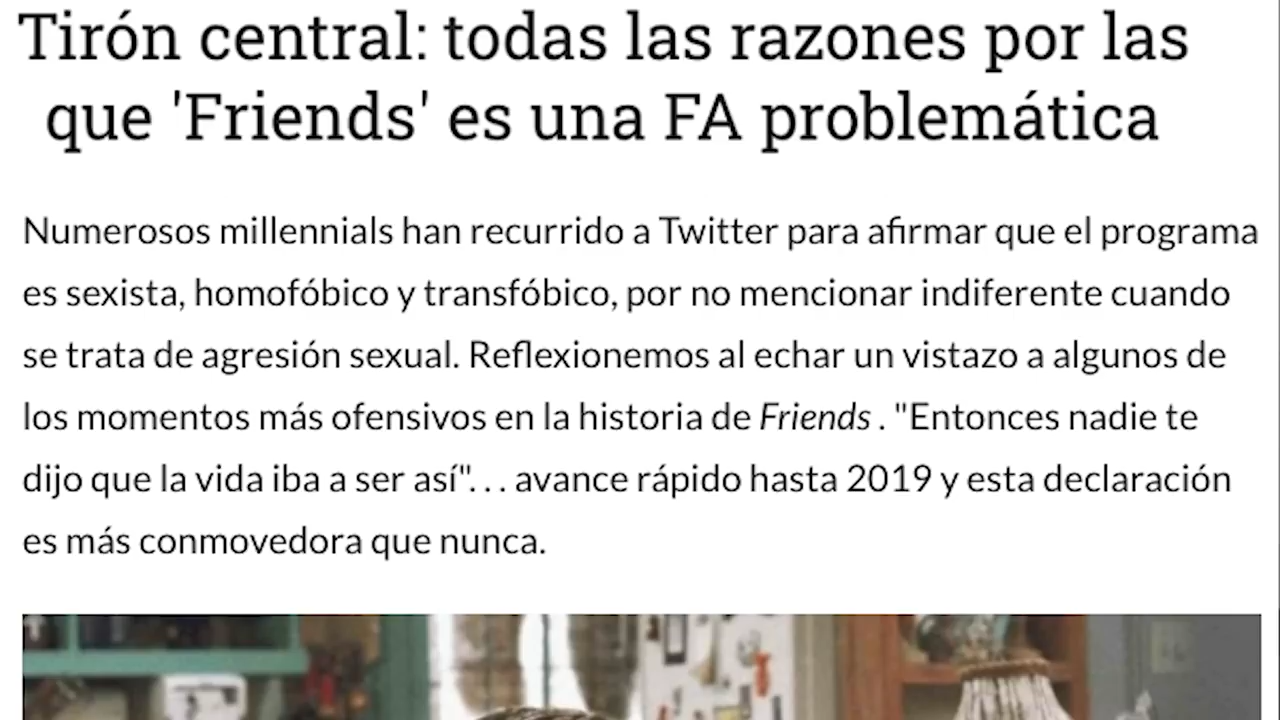 Tirón central: todas las razones por las
que 'Friends' es una FA problemática
Numerosos millennials han recurrido a Twitter para afirmar que el programa
es sexista, homofóbico y transfóbico, por no mencionar indiferente cuando
se trata de agresión sexual. Reflexionemos al echar un vistazo a algunos de
los momentos más ofensivos en la historia de Friends . "Entonces nadie te
dijo que la vida iba a ser así". . . avance rápido hasta 2019 y esta declaración
es más conmovedora que nunca.